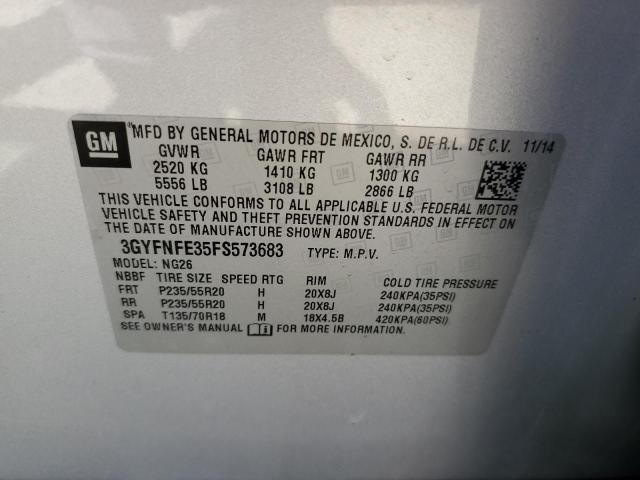 GM MFD BY GENERAL MOTORS DE MEXICO, S. DE R.L. DE C.V. 11/14
GVWR GAWR FRT GAWR RR
2520 KG 1410 KG 1300 KG
5556 LB 3108 LB 2866 LB
THIS VEHICLE CONFORMS TO ALL APPLICABLE U.S. FEDERAL MOTOR
VEHICLE SAFETY AND THEFT PREVENTION STANDARDS IN EFFECT ON
THE DATE OF MANUFACTURE SHOWN ABOVE.
3GYFNFE35FS573683 TYPE: M.P.V.
MODEL: NG26
NBBF TIRE SIZE SPEED RTG RIM COLD TIRE PRESSURE
FRT P235/55R20 H 20X8J 240KPA(35PSI)
RR P235/55R20 H 20X8J 240KPA(35PSI)
SPA T135/70R18 M 18X4.5B 420KPA(60PSI)
SEE OWNER'S MANUAL FOR MORE INFORMATION.